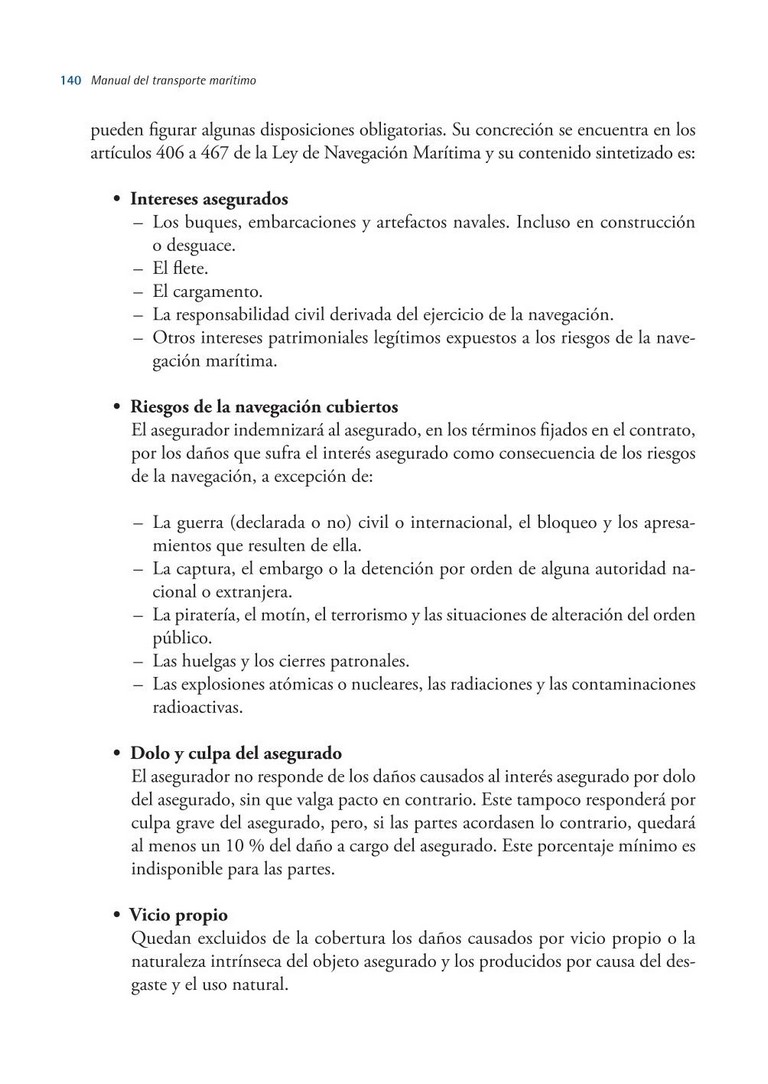 140 Manual del transporte marítimo
pueden figurar algunas disposiciones obligatorias. Su concreción se encuentra en los
artículos 406 a 467 de la Ley de Navegación Marítima y su contenido sintetizado es:
• Intereses asegurados
– Los buques, embarcaciones y artefactos navales. Incluso en construcción
o desguace.
– El flete.
– El cargamento.
– La responsabilidad civil derivada del ejercicio de la navegación.
– Otros intereses patrimoniales legítimos expuestos a los riesgos de la nave-
gación marítima.
• Riesgos de la navegación cubiertos
El asegurador indemnizará al asegurado, en los términos fijados en el contrato,
por los daños que sufra el interés asegurado como consecuencia de los riesgos
de la navegación, a excepción de:
– La guerra (declarada o no) civil o internacional, el bloqueo y los apresa-
mientos que resulten de ella.
– La captura, el embargo o la detención por orden de alguna autoridad na-
cional o extranjera.
– La piratería, el motín, el terrorismo y las situaciones de alteración del orden
público.
– Las huelgas y los cierres patronales.
– Las explosiones atómicas o nucleares, las radiaciones y las contaminaciones
radioactivas.
• Dolo y culpa del asegurado
El asegurador no responde de los daños causados al interés asegurado por dolo
del asegurado, sin que valga pacto en contrario. Este tampoco responderá por
culpa grave del asegurado, pero, si las partes acordasen lo contrario, quedará
al menos un 10 % del daño a cargo del asegurado. Este porcentaje mínimo es
indisponible para las partes.
• Vicio propio
Quedan excluidos de la cobertura los daños causados por vicio propio o la
naturaleza intrínseca del objeto asegurado y los producidos por causa del des-
gaste y el uso natural.